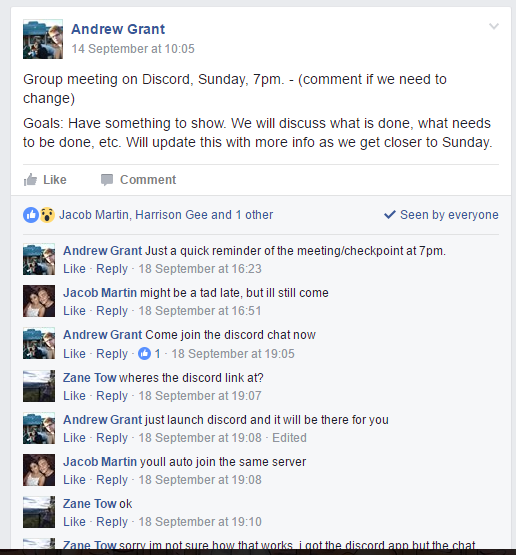 Andrew Grant
14 September at 10:05
Group meeting on Discord, Sunday, 7pm. - (comment if we need to
change)
Goals: Have something to show. We will discuss what is done, what needs
to be done, etc. Will update this with more info as we get closer to Sunday.
Like Comment
Jacob Martin, Harrison Gee and 1 other Seen by everyone
Andrew Grant Just a quick reminder of the meeting/checkpoint at 7pm.
Like · Reply · 18 September at 16:23
Jacob Martin might be a tad late, but ill still come
Like · Reply · 18 September at 16:51
Andrew Grant Come join the discord chat now
Like · Reply · 1 · 18 September at 19:05
Zane Tow wheres the discord link at?
Like · Reply · 18 September at 19:07
Andrew Grant just launch discord and it will be there for you
Like · Reply · 18 September at 19:08 · Edited
Jacob Martin youll auto join the same server
Like · Reply · 18 September at 19:08
Zane Tow ok
Like · Reply · 18 September at 19:10
Zane Tow sorry im not sure how that works, i got the discord app but the chat